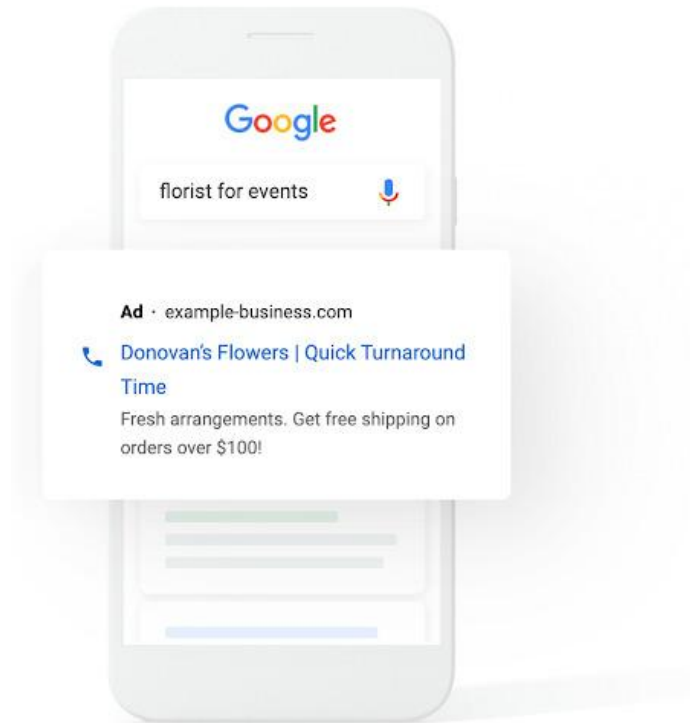 Google
florist for events
Ad · example-business.com
Donovan's Flowers | Quick Turnaround
Time
Fresh arrangements. Get free shipping on
orders over $100!